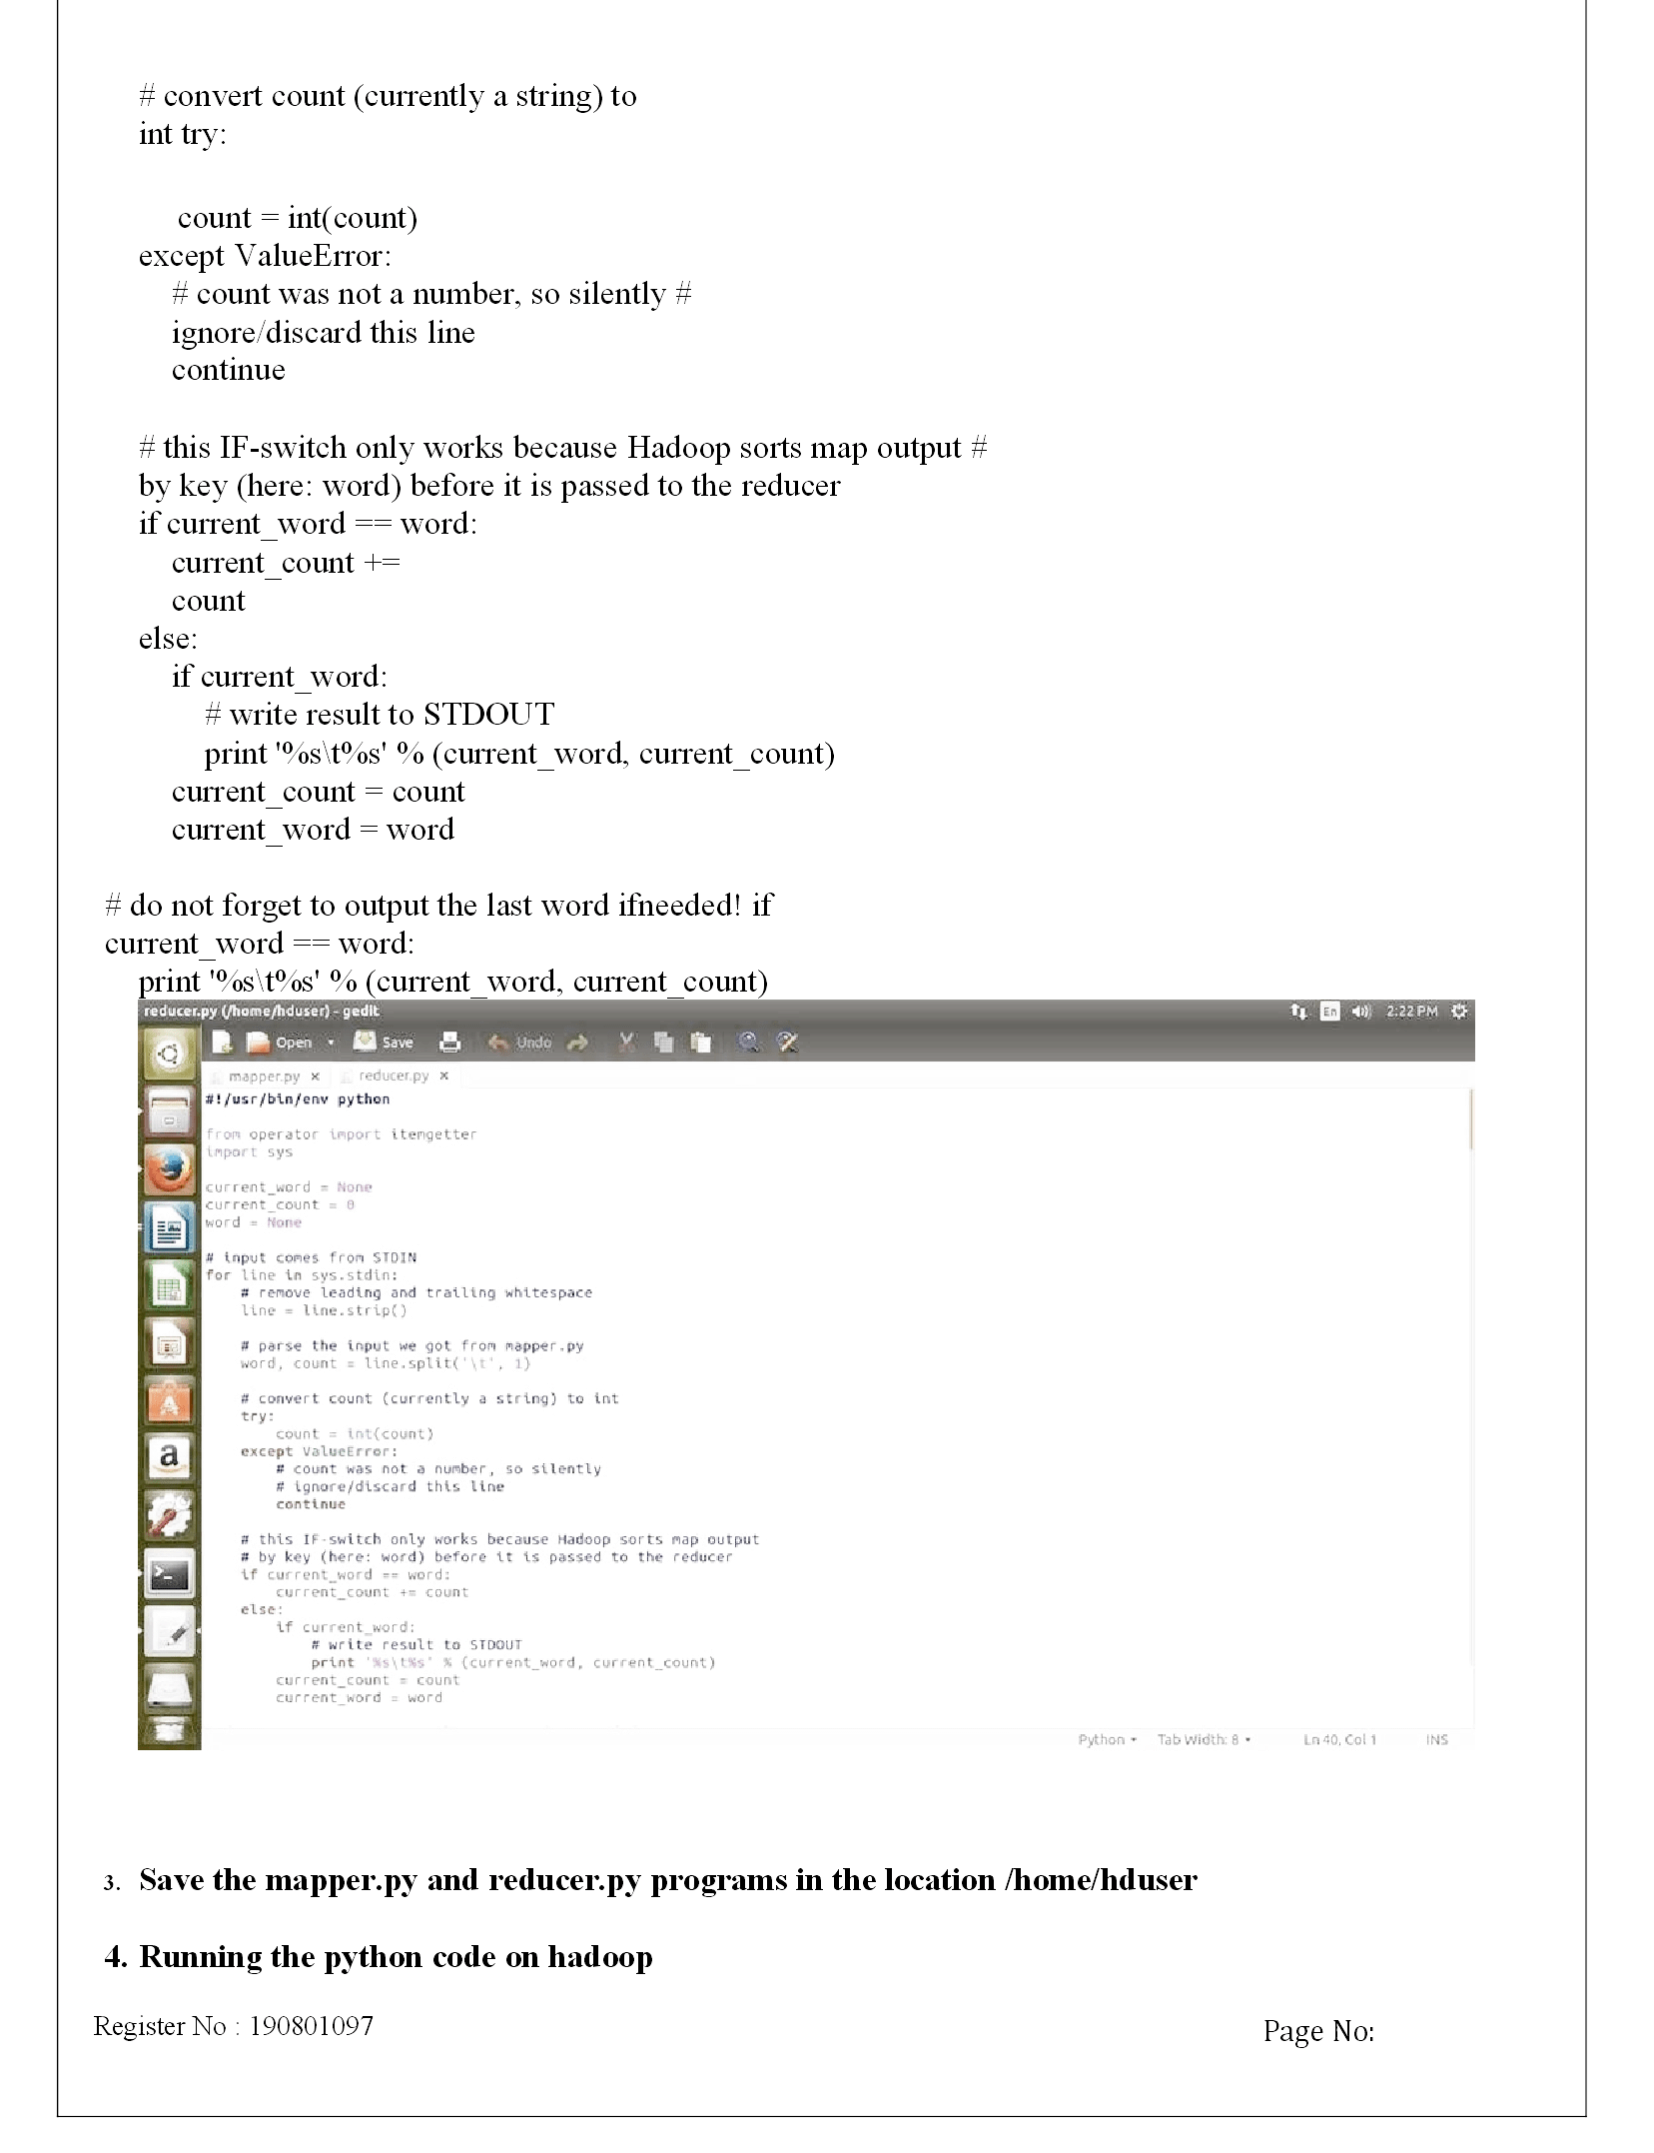 # convert count (currently a string) to
int try:
count = int(count)
except ValueError:
# count was not a number, so silently #
ignore/discard this line
continue
# this IF-switch only works because Hadoop sorts map output #
by key (here: word) before it is passed to the reducer
if current_word == word:
current_count +=
count
else:
if current_word:
# write result to STDOUT
print '%s\t%s' % (current_word, current_count)
current_count = count
current_word = word
# do not forget to output the last word ifneeded! if
current_word == word:
print '%s\t%s' % (current_word, current_count)
reducer.py (/home/hduser) - gedit En 2:22 PM
Open Save Undo
mapper.py × reducer.py ×
#!/usr/bin/env python
from operator import itemgetter
import sys
current_word = None
current_count = 0
word = None
# input comes from STDIN
for line in sys.stdin:
# remove leading and trailing whitespace
line = line.strip()
# parse the input we got from mapper.py
word, count = line.split('\t', 1)
# convert count (currently a string) to int
try:
count = int(count)
except ValueError:
# count was not a number, so silently
# ignore/discard this line
continue
# this IF-switch only works because Hadoop sorts map output
# by key (here: word) before it is passed to the reducer
if current_word == word:
current_count += count
else:
if current_word:
# write result to STDOUT
print '%s\t%s' % (current_word, current_count)
current_count = count
current_word = word
Python Tab Width: 8 Ln 40, Col 1 INS
3. Save the mapper.py and reducer.py programs in the location /home/hduser
4. Running the python code on hadoop
Register No : 190801097 Page No: